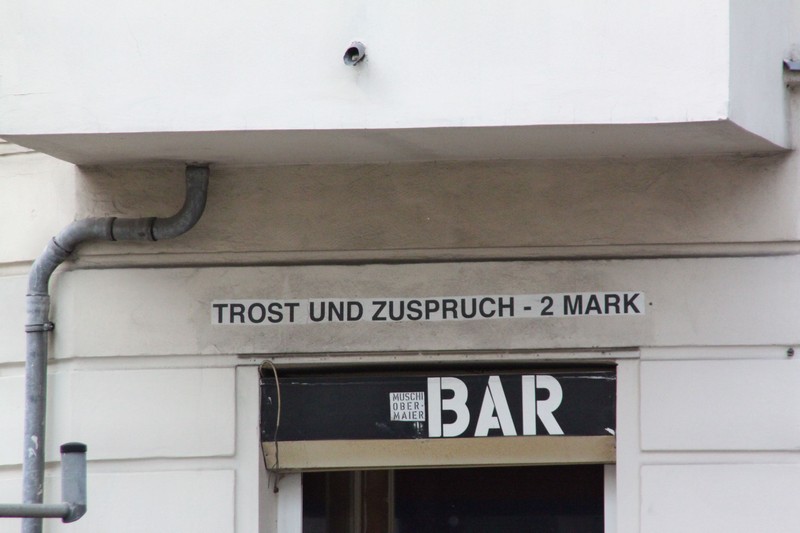 TROST UND ZUSPRUCH - 2 MARK
MUSCHI
OBER-
MAIER
BAR